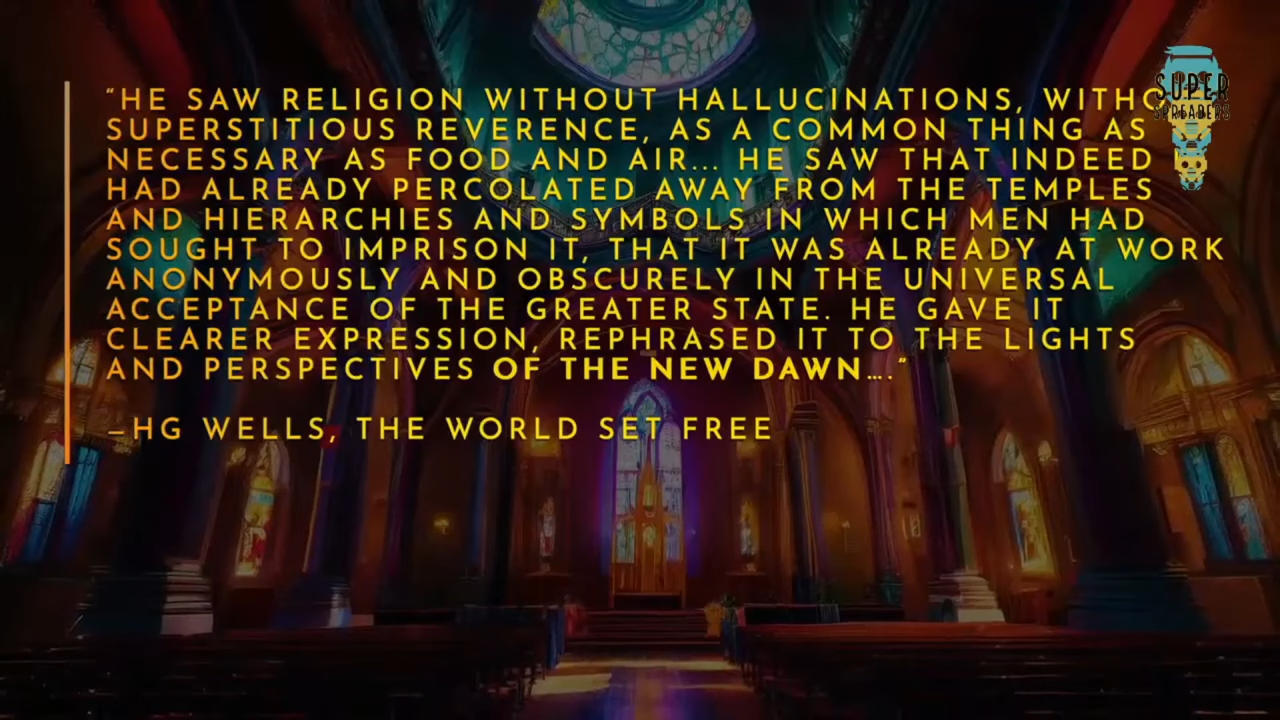 “HE SAW RELIGION WITHOUT HALLUCINATIONS, WITHO
SUPERSTITIOUS REVERENCE, AS A COMMON THING AS
NECESSARY AS FOOD AND AIR... HE SAW THAT INDEED
HAD ALREADY PERCOLATED AWAY FROM THE TEMPLES
AND HIERARCHIES AND SYMBOLS IN WHICH MEN HAD
SOUGHT TO IMPRISON IT, THAT IT WAS ALREADY AT WORK
ANONYMOUSLY AND OBSCURELY IN THE UNIVERSAL
ACCEPTANCE OF THE GREATER STATE. HE GAVE IT
CLEARER EXPRESSION, REPHRASED IT TO THE LIGHTS
AND PERSPECTIVES OF THE NEW DAWN….”
–HG WELLS, THE WORLD SET FREE
SUPER
SPREADERS